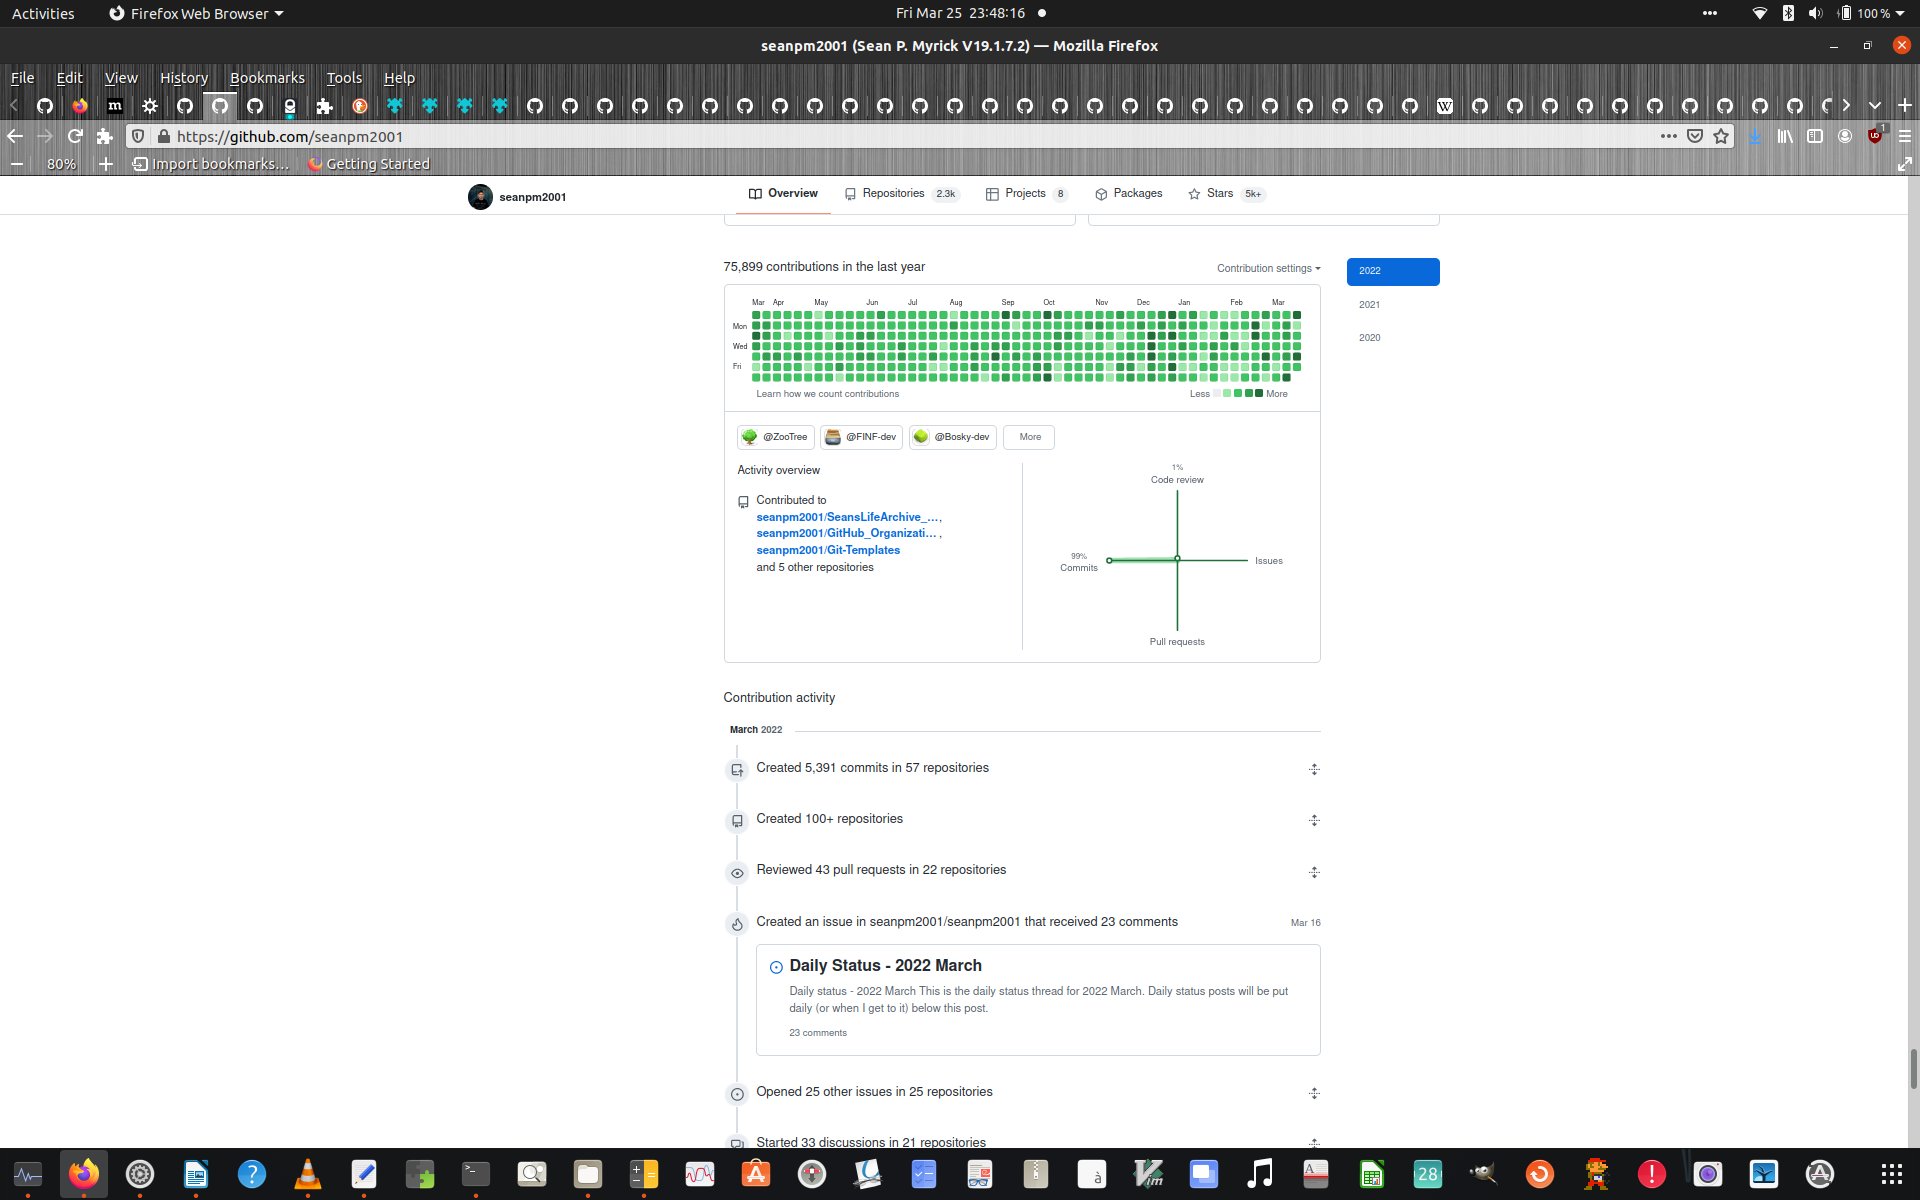 Activities
Firefox Web Browser
Fri Mar 25 23:48:16
100 %
seanpm2001 (Sean P. Myrick V19.1.7.2) — Mozilla Firefox
File Edit View History Bookmarks Tools Help
https://github.com/seanpm2001
1
80%
Import bookmarks...
Getting Started
seanpm2001
Overview
Repositories 2.3k
Projects 8
Packages
Stars 5k+
75,899 contributions in the last year
Contribution settings
2022
2021
2020
Mar Apr May Jun Jul Aug Sep Oct Nov Dec Jan Feb Mar
Mon
Wed
Fri
Learn how we count contributions
Less
More
@ZooTree
@FINF-dev
@Bosky-dev
More
Activity overview
Contributed to
seanpm2001/SeansLifeArchive_... ,
seanpm2001/GitHub_Organizati... ,
seanpm2001/Git-Templates
and 5 other repositories
1%
Code review
99%
Commits
Issues
Pull requests
Contribution activity
March 2022
Created 5,391 commits in 57 repositories
Created 100+ repositories
Reviewed 43 pull requests in 22 repositories
Created an issue in seanpm2001/seanpm2001 that received 23 comments
Mar 16
Daily Status - 2022 March
Daily status - 2022 March This is the daily status thread for 2022 March. Daily status posts will be put
daily (or when I get to it) below this post.
23 comments
Opened 25 other issues in 25 repositories
Started 33 discussions in 21 repositories
28